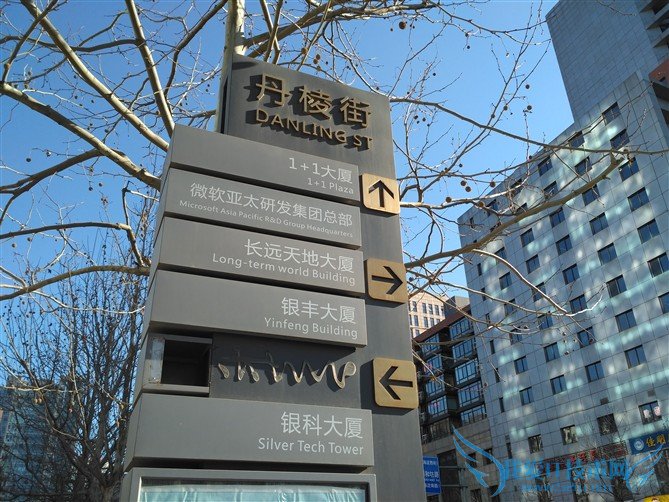 丹棱街
DANLING ST
1+1大厦
1+1 Plaza
微软亚太研发集团总部
Microsoft Asia Pacific R&D Group Headquarters
长远天地大厦
Long-term world Building
银丰大厦
Yinfeng Building
银科大厦
Silver Tech Tower